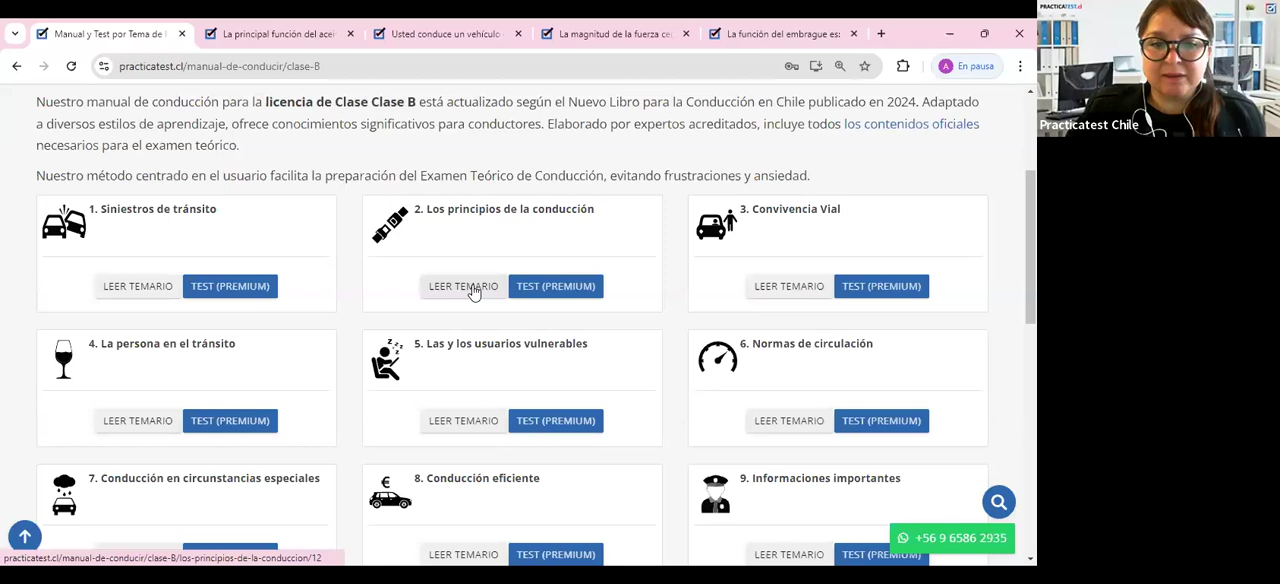 Manual y Test por Tema de l
La principal función del acei
Usted conduce un vehículo
La magnitud de la fuerza ce
La función del embrague es:
practicatest.cl/manual-de-conducir/clase-B
A
En pausa
PRACTICATEST.cl
Practicatest Chile
Nuestro manual de conducción para la licencia de Clase Clase B está actualizado según el Nuevo Libro para la Conducción en Chile publicado en 2024. Adaptado
a diversos estilos de aprendizaje, ofrece conocimientos significativos para conductores. Elaborado por expertos acreditados, incluye todos los contenidos oficiales
necesarios para el examen teórico.
Nuestro método centrado en el usuario facilita la preparación del Examen Teórico de Conducción, evitando frustraciones y ansiedad.
1. Siniestros de tránsito
LEER TEMARIO TEST (PREMIUM)
2. Los principios de la conducción
LEER TEMARIO TEST (PREMIUM)
3. Convivencia Vial
LEER TEMARIO TEST (PREMIUM)
4. La persona en el tránsito
LEER TEMARIO TEST (PREMIUM)
5. Las y los usuarios vulnerables
LEER TEMARIO TEST (PREMIUM)
6. Normas de circulación
LEER TEMARIO TEST (PREMIUM)
7. Conducción en circunstancias especiales
8. Conducción eficiente
LEER TEMARIO TEST (PREMIUM)
9. Informaciones importantes
LEER TEMARIO TEST (PREMIUM)
+56 9 6586 2935
practicatest.cl/manual-de-conducir/clase-B/los-principios-de-la-conduccion/12